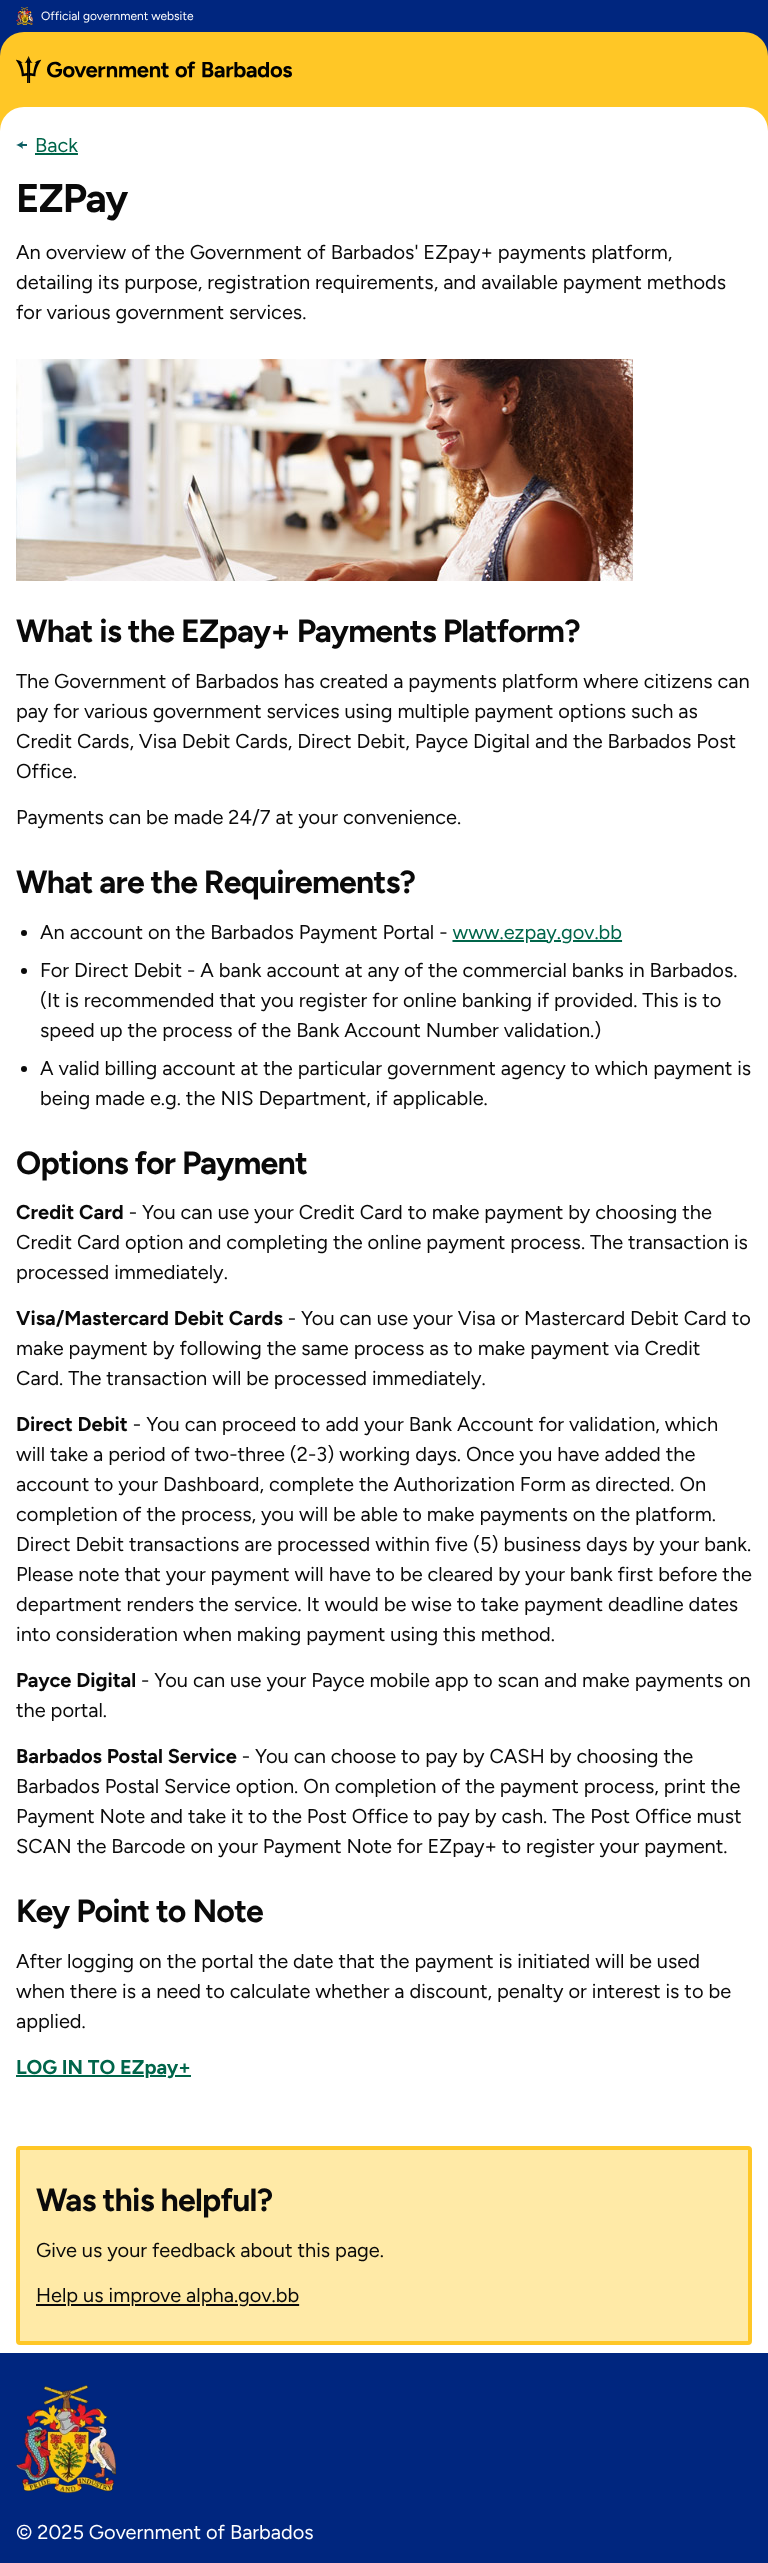 Official government website
Government of Barbados
Back
EZPay
An overview of the Government of Barbados' EZpay+ payments platform,
detailing its purpose, registration requirements, and available payment methods
for various government services.
What is the EZpay+ Payments Platform?
The Government of Barbados has created a payments platform where citizens can
pay for various government services using multiple payment options such as
Credit Cards, Visa Debit Cards, Direct Debit, Payce Digital and the Barbados Post
Office.
Payments can be made 24/7 at your convenience.
What are the Requirements?
• An account on the Barbados Payment Portal - www.ezpay.gov.bb
• For Direct Debit - A bank account at any of the commercial banks in Barbados.
(It is recommended that you register for online banking if provided. This is to
speed up the process of the Bank Account Number validation.)
• A valid billing account at the particular government agency to which payment is
being made e.g. the NIS Department, if applicable.
Options for Payment
Credit Card - You can use your Credit Card to make payment by choosing the
Credit Card option and completing the online payment process. The transaction is
processed immediately.
Visa/Mastercard Debit Cards - You can use your Visa or Mastercard Debit Card to
make payment by following the same process as to make payment via Credit
Card. The transaction will be processed immediately.
Direct Debit - You can proceed to add your Bank Account for validation, which
will take a period of two-three (2-3) working days. Once you have added the
account to your Dashboard, complete the Authorization Form as directed. On
completion of the process, you will be able to make payments on the platform.
Direct Debit transactions are processed within five (5) business days by your bank.
Please note that your payment will have to be cleared by your bank first before the
department renders the service. It would be wise to take payment deadline dates
into consideration when making payment using this method.
Payce Digital - You can use your Payce mobile app to scan and make payments on
the portal.
Barbados Postal Service - You can choose to pay by CASH by choosing the
Barbados Postal Service option. On completion of the payment process, print the
Payment Note and take it to the Post Office to pay by cash. The Post Office must
SCAN the Barcode on your Payment Note for EZpay+ to register your payment.
Key Point to Note
After logging on the portal the date that the payment is initiated will be used
when there is a need to calculate whether a discount, penalty or interest is to be
applied.
LOG IN TO EZpay+
Was this helpful?
Give us your feedback about this page.
Help us improve alpha.gov.bb
PRIDE AND INDUSTRY
© 2025 Government of Barbados